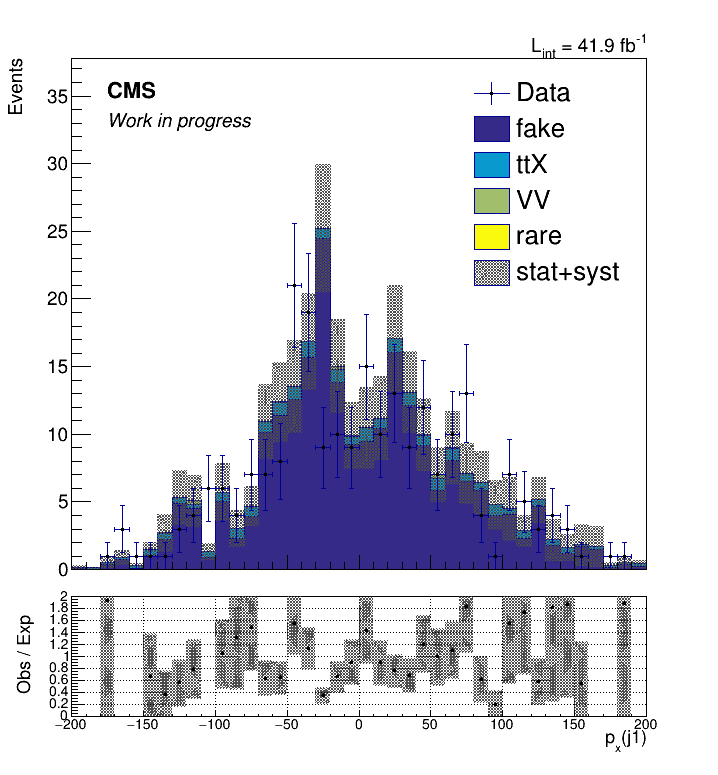 L_int = 41.9 fb^-1
Events
CMS
Work in progress
Data
fake
ttX
VV
rare
stat+syst
35
30
25
20
15
10
5
0
Obs / Exp
2
1.8
1.6
1.4
1.2
1
0.8
0.6
0.4
0.2
0
−200 −150 −100 −50 0 50 100 150 200
p_x(j1)